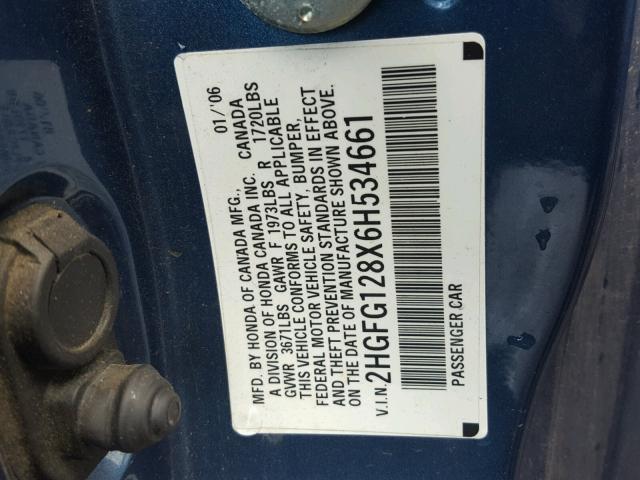 MFD. BY HONDA OF CANADA MFG., 01/'06
A DIVISION OF HONDA CANADA INC. CANADA
GVWR 3671LBS GAWR F 1973LBS R 1720LBS
THIS VEHICLE CONFORMS TO ALL APPLICABLE
FEDERAL MOTOR VEHICLE SAFETY, BUMPER,
AND THEFT PREVENTION STANDARDS IN EFFECT
ON THE DATE OF MANUFACTURE SHOWN ABOVE.
V.I.N. 2HGFG128X6H534661
PASSENGER CAR